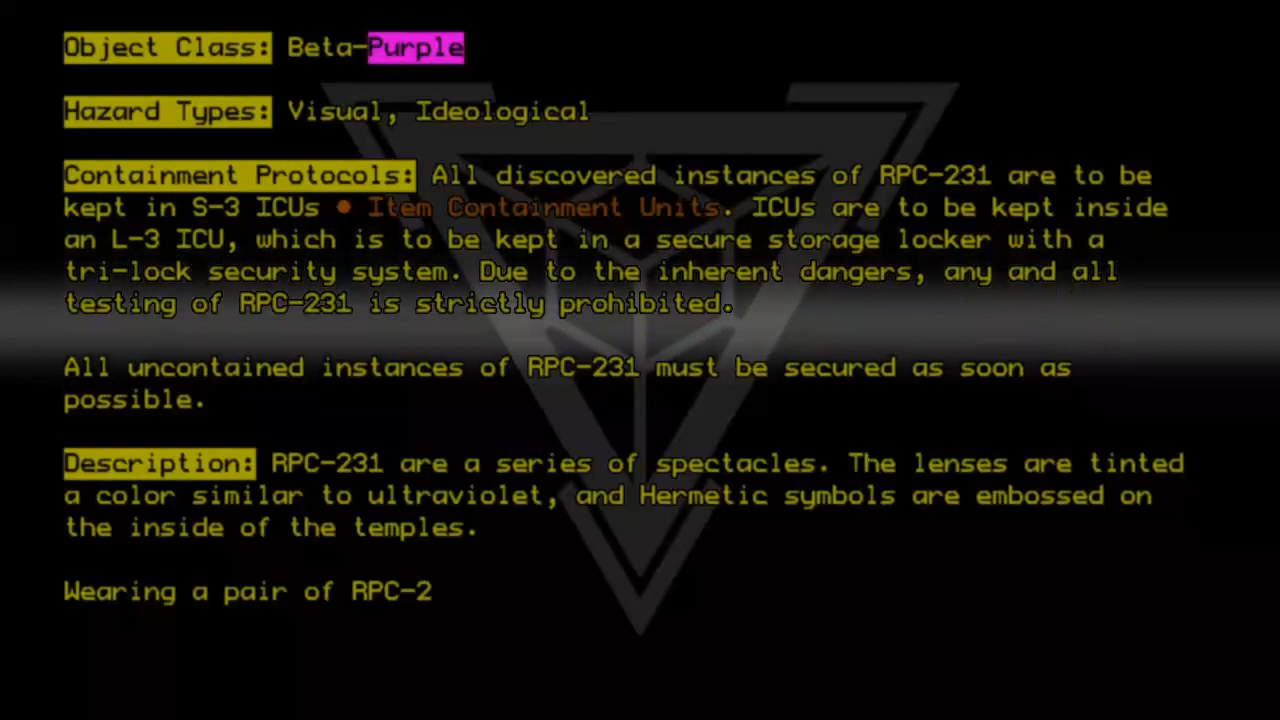 Object Class: Beta-Purple
Hazard Types: Visual, Ideological
Containment Protocols: All discovered instances of RPC-231 are to be
kept in S-3 ICUs • Item Containment Units. ICUs are to be kept inside
an L-3 ICU, which is to be kept in a secure storage locker with a
tri-lock security system. Due to the inherent dangers, any and all
testing of RPC-231 is strictly prohibited.
All uncontained instances of RPC-231 must be secured as soon as
possible.
Description: RPC-231 are a series of spectacles. The lenses are tinted
a color similar to ultraviolet, and Hermetic symbols are embossed on
the inside of the temples.
Wearing a pair of RPC-2